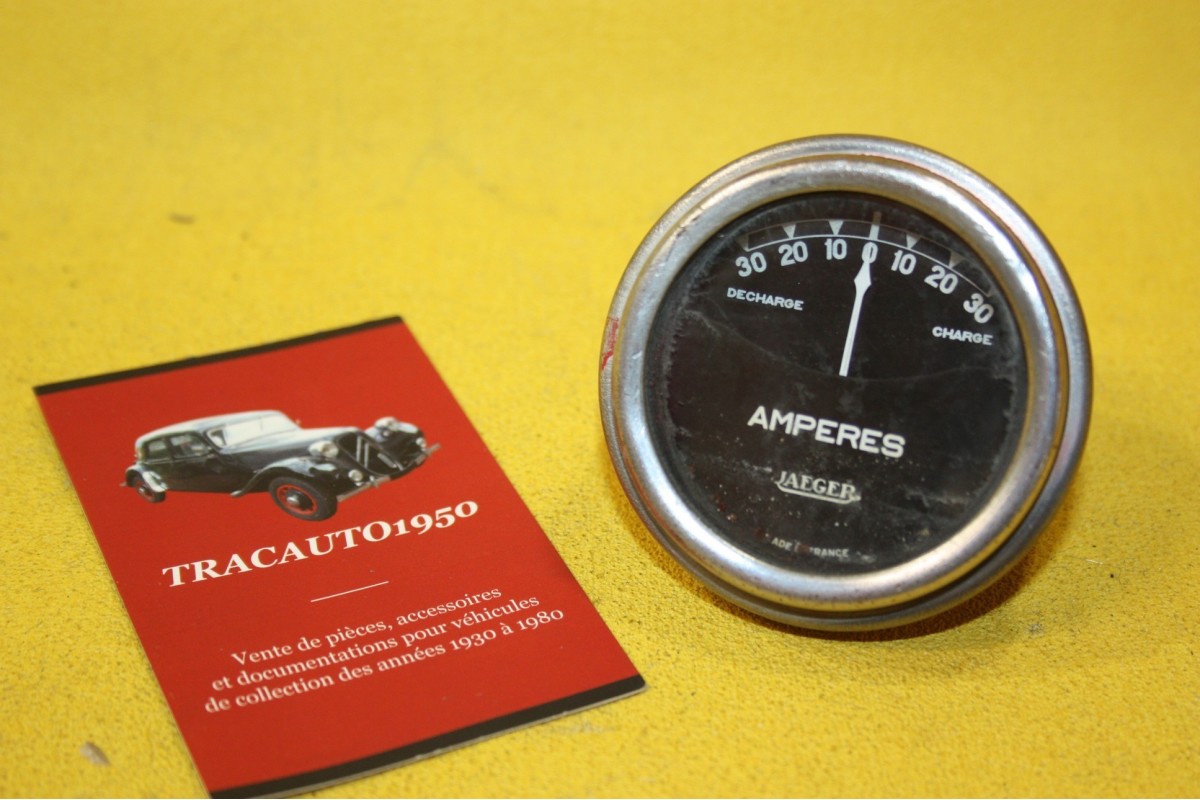 TRACAUTO1950
Vente de pièces, accessoires
et documentations pour véhicules
de collection des années 1930 à 1980
30 20 10 0 10 20 30
DECHARGE
CHARGE
AMPERES
JAEGER
FRANCE